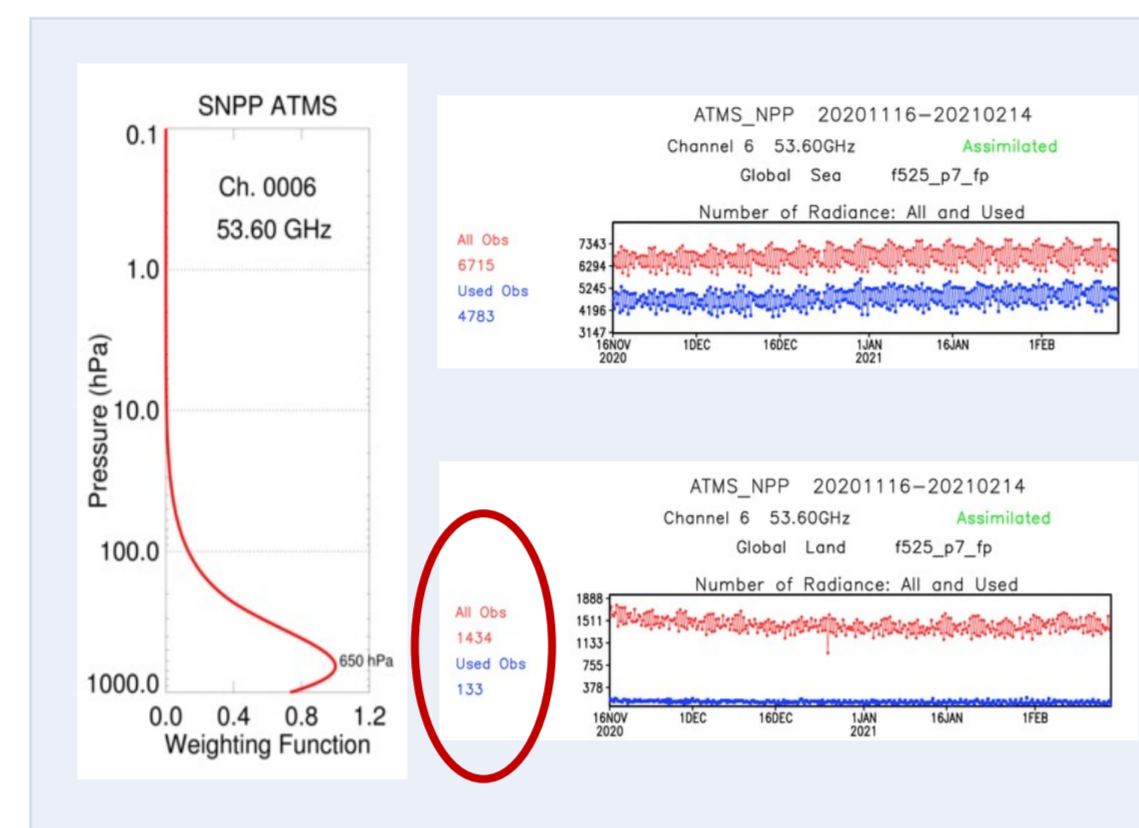 SNPP ATMS
0.1
Ch. 0006
53.60 GHz
1.0
10.0
100.0
1000.0
Pressure (hPa)
650 hPa
0.0 0.4 0.8 1.2
Weighting Function
ATMS_NPP 20201116-20210214
Channel 6 53.60GHz Assimilated
Global Sea f525_p7_fp
Number of Radiance: All and Used
All Obs
6715
Used Obs
4783
7343
6294
5245
4196
3147
16NOV 1DEC 16DEC 1JAN 16JAN 1FEB
2020 2021
ATMS_NPP 20201116-20210214
Channel 6 53.60GHz Assimilated
Global Land f525_p7_fp
Number of Radiance: All and Used
All Obs
1434
Used Obs
133
1888
1511
1133
755
378
16NOV 1DEC 16DEC 1JAN 16JAN 1FEB
2020 2021